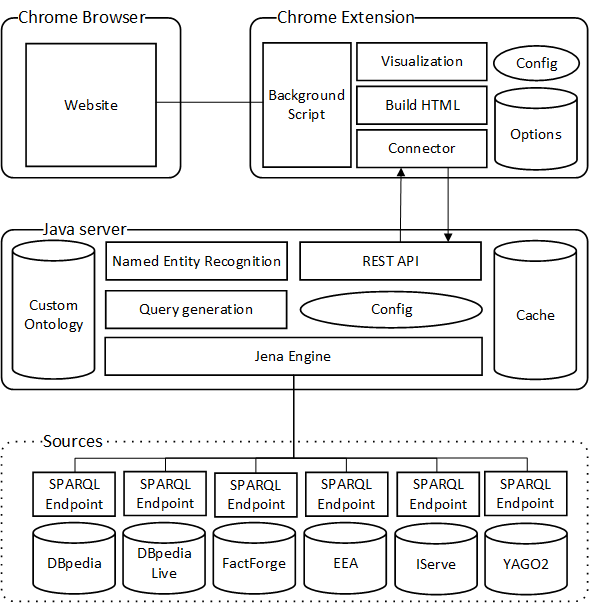 Chrome Browser
Website
Chrome Extension
Background
Script
Visualization
Build HTML
Connector
Config
Options
Java server
Custom
Ontology
Named Entity Recognition
REST API
Query generation
Config
Jena Engine
Cache
Sources
SPARQL
Endpoint
SPARQL
Endpoint
SPARQL
Endpoint
SPARQL
Endpoint
SPARQL
Endpoint
SPARQL
Endpoint
DBpedia
DBpedia
Live
FactForge
EEA
IServe
YAGO2